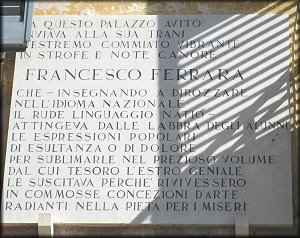 DA QUESTO PALAZZO AVITO
INVIAVA ALLA SUA TRANI
L'ESTREMO COMMIATO VIBRANTE
IN STROFE E NOTE CANORE
FRANCESCO FERRARA
CHE - INSEGNANDO A DIROZZARE
NELL'IDIOMA NAZIONALE
IL RUDE LINGUAGGIO NATIO -
ATTINGEVA DALLE LABBRA DEGLI ALUNNI
LE ESPRESSIONI POPOLARI
DI ESULTANZA O DI DOLORE
PER SUBLIMARLE NEL PREZIOSO VOLUME
DAL CUI TESORO L'ESTRO GENIALE
LE SUSCITAVA PERCHE' RIVIVESSERO
IN COMMOSSE CONCEZIONI D'ARTE
RADIANTI NELLA PIETA PER I MISERI